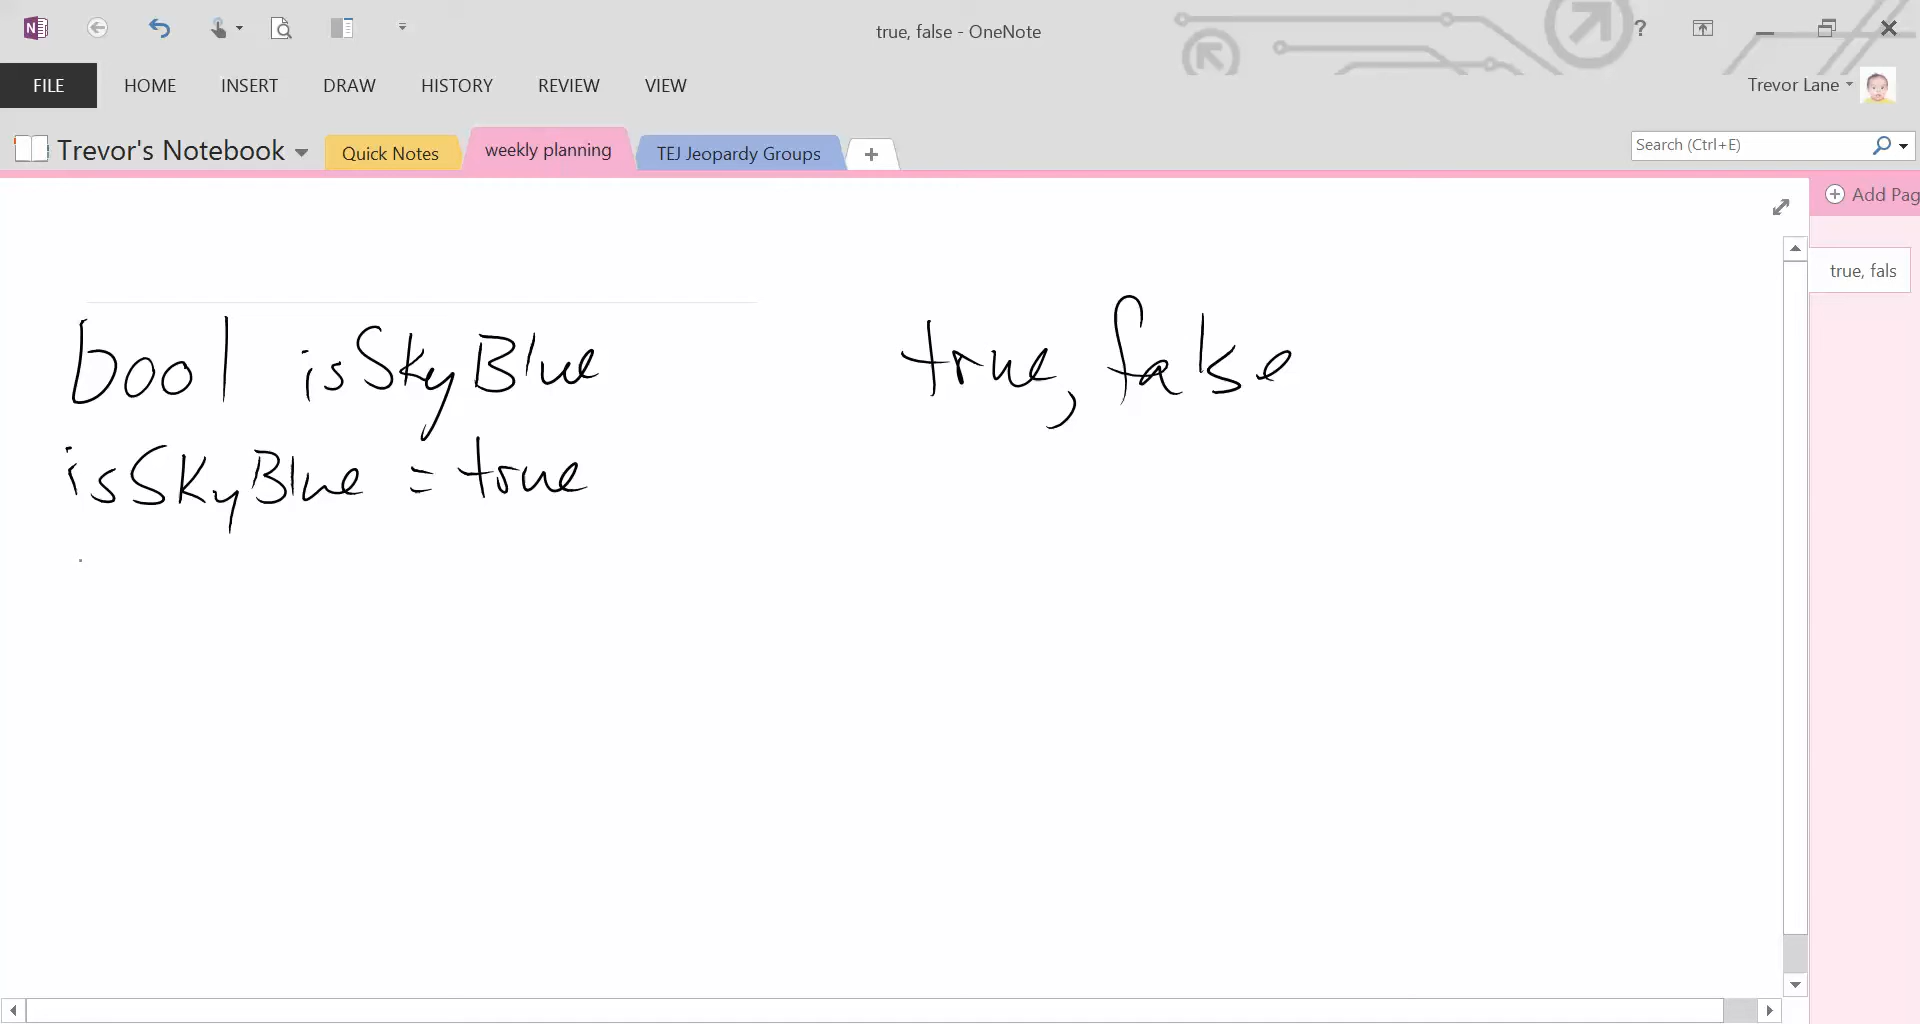 true, false - OneNote
?
FILE
HOME
INSERT
DRAW
HISTORY
REVIEW
VIEW
Trevor Lane
Trevor's Notebook
Quick Notes
weekly planning
TEJ Jeopardy Groups
+
Search (Ctrl+E)
Add Pag
true, fals
bool isSkyBlue
true, false
isSkyBlue = true